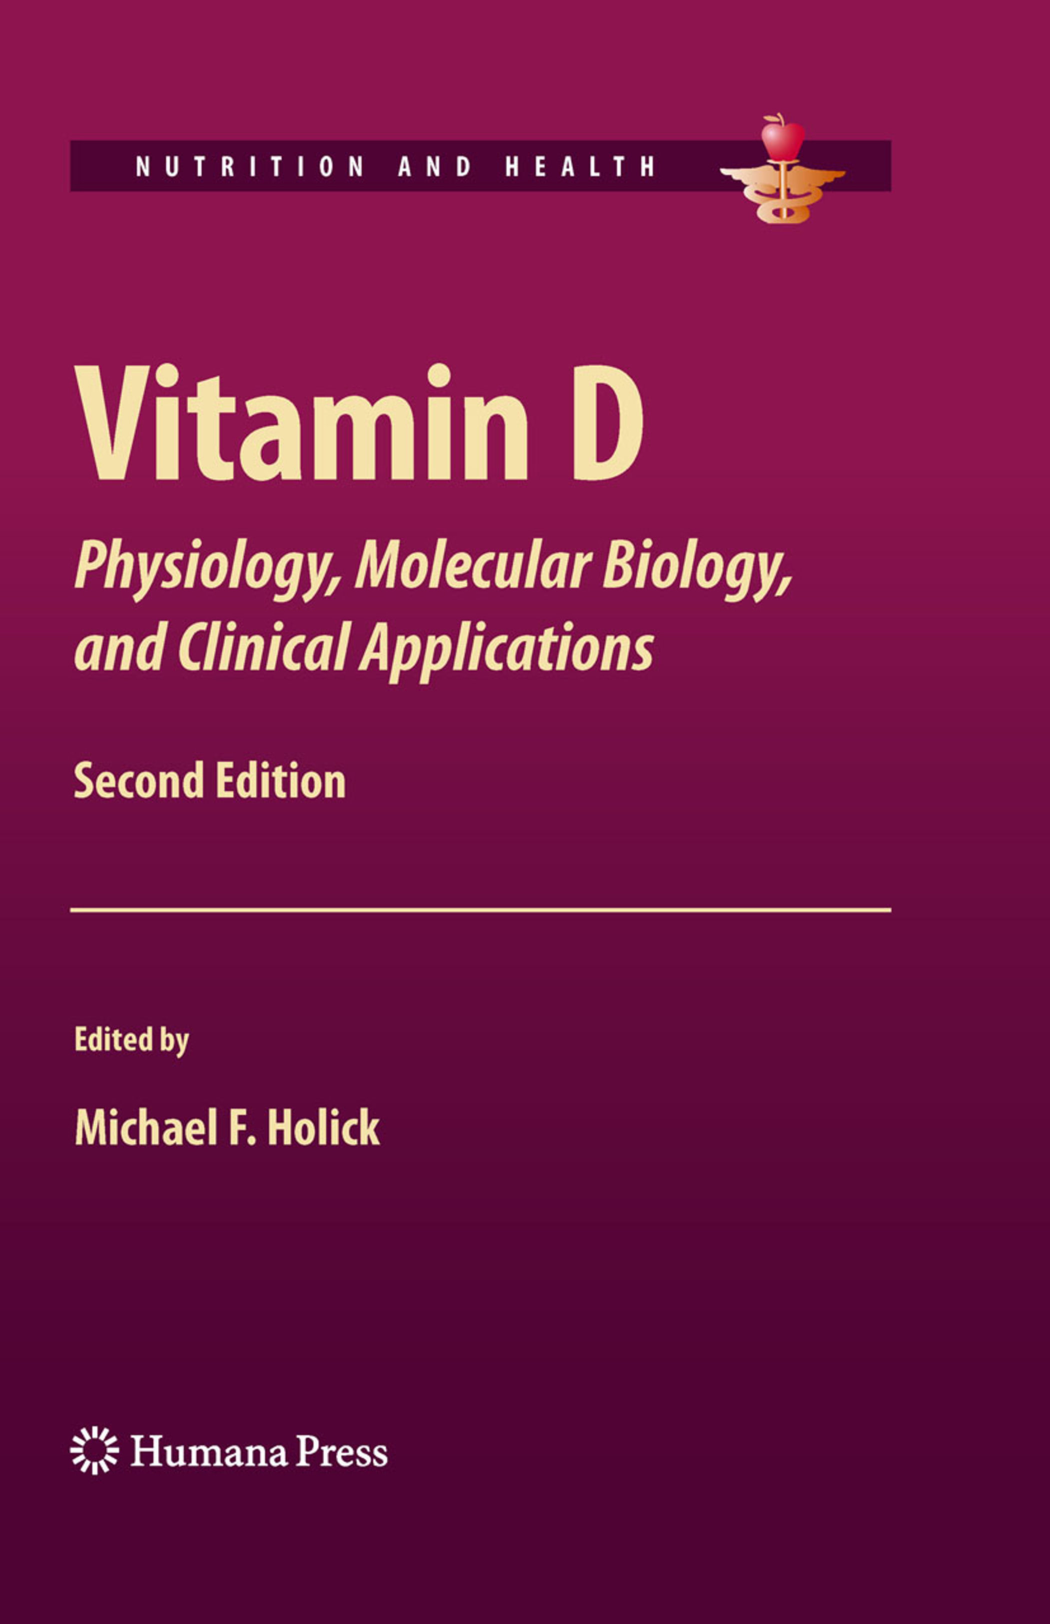 NUTRITION AND HEALTH
Vitamin D
Physiology, Molecular Biology,
and Clinical Applications
Second Edition
Edited by
Michael F. Holick
Humana Press